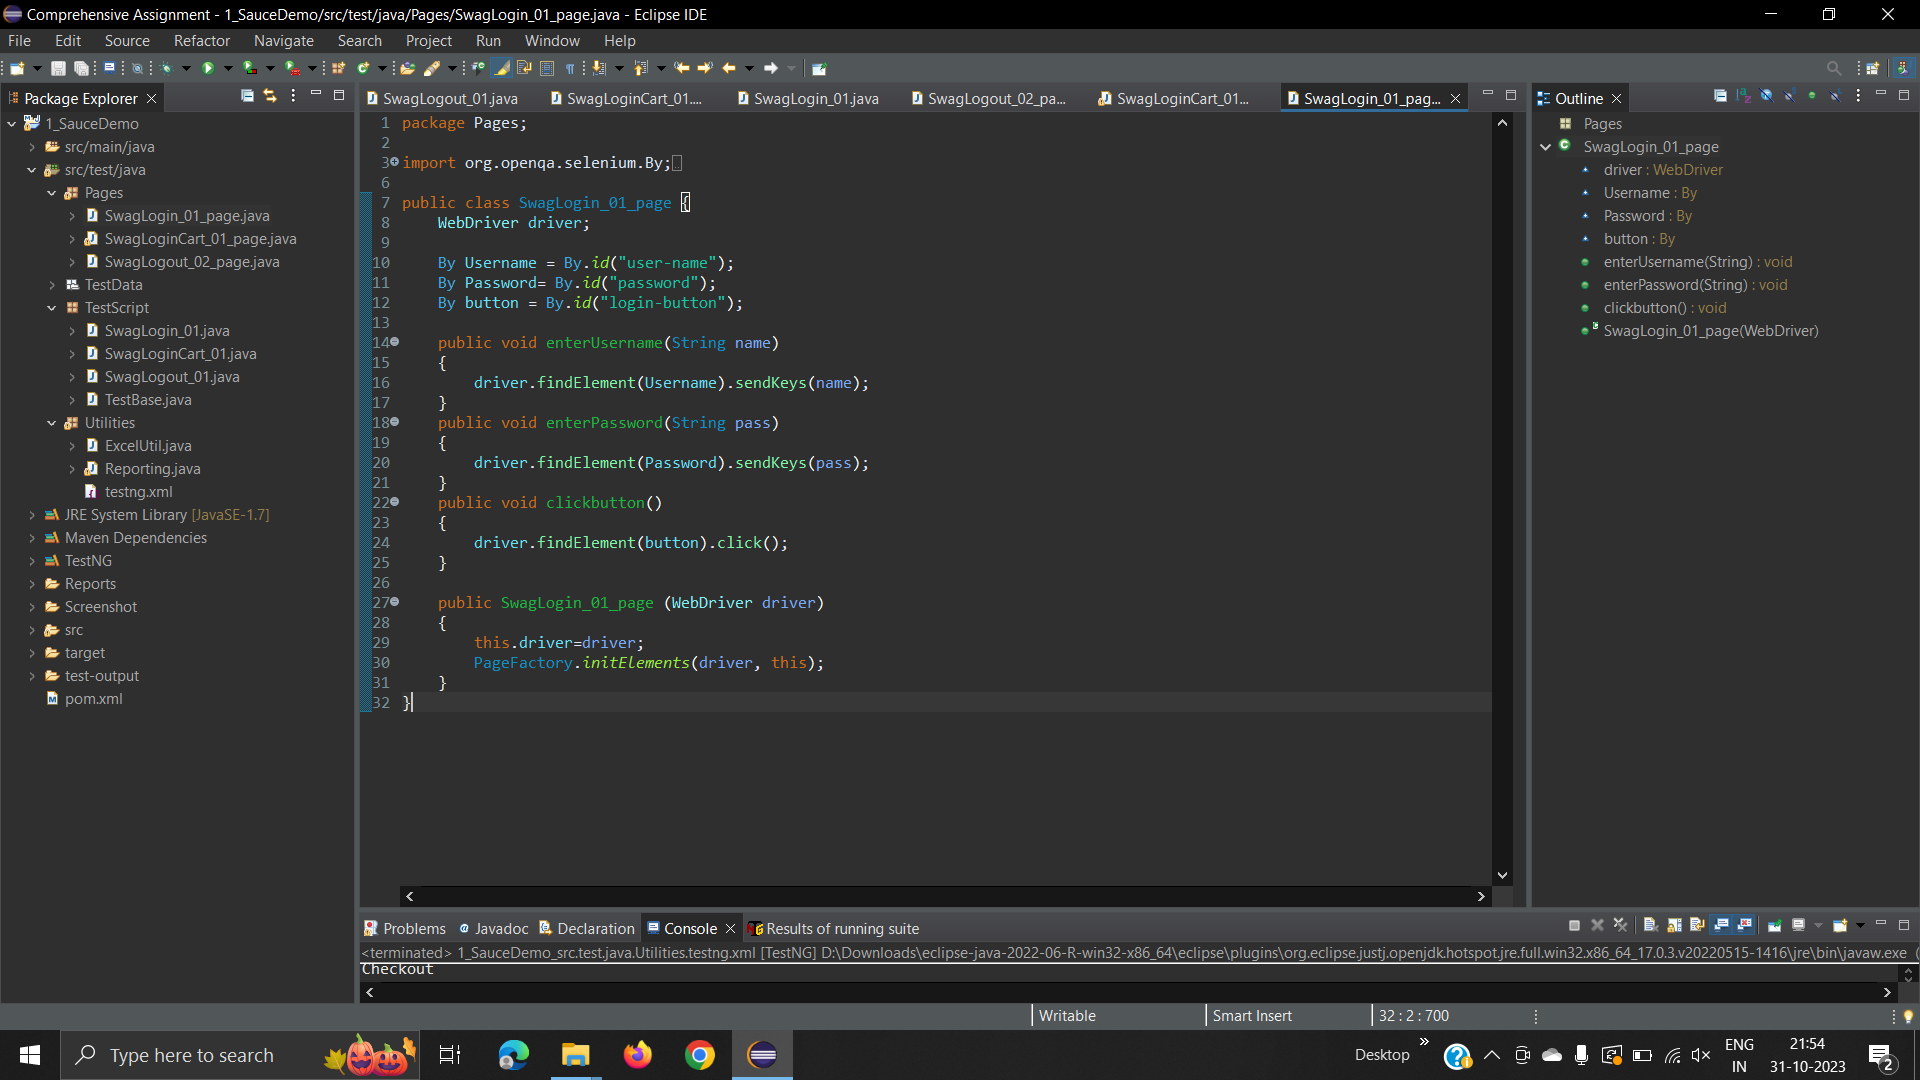 Comprehensive Assignment - 1_SauceDemo/src/test/java/Pages/SwagLogin_01_page.java - Eclipse IDE
File Edit Source Refactor Navigate Search Project Run Window Help
Package Explorer
1_SauceDemo
src/main/java
src/test/java
Pages
SwagLogin_01_page.java
SwagLoginCart_01_page.java
SwagLogout_02_page.java
TestData
TestScript
SwagLogin_01.java
SwagLoginCart_01.java
SwagLogout_01.java
TestBase.java
Utilities
ExcelUtil.java
Reporting.java
testng.xml
JRE System Library [JavaSE-1.7]
Maven Dependencies
TestNG
Reports
Screenshot
src
target
test-output
pom.xml
SwagLogout_01.java SwagLoginCart_01.... SwagLogin_01.java SwagLogout_02_pa... SwagLoginCart_01... SwagLogin_01_pag...
1 package Pages;
2
3 import org.openqa.selenium.By;
6
7 public class SwagLogin_01_page {
8 WebDriver driver;
9
10 By Username = By.id("user-name");
11 By Password= By.id("password");
12 By button = By.id("login-button");
13
14 public void enterUsername(String name)
15 {
16 driver.findElement(Username).sendKeys(name);
17 }
18 public void enterPassword(String pass)
19 {
20 driver.findElement(Password).sendKeys(pass);
21 }
22 public void clickbutton()
23 {
24 driver.findElement(button).click();
25 }
26
27 public SwagLogin_01_page (WebDriver driver)
28 {
29 this.driver=driver;
30 PageFactory.initElements(driver, this);
31 }
32 }
Outline
Pages
SwagLogin_01_page
driver : WebDriver
Username : By
Password : By
button : By
enterUsername(String) : void
enterPassword(String) : void
clickbutton() : void
SwagLogin_01_page(WebDriver)
Problems Javadoc Declaration Console Results of running suite
<terminated> 1_SauceDemo_src.test.java.Utilities.testng.xml [TestNG] D:\Downloads\eclipse-java-2022-06-R-win32-x86_64\eclipse\plugins\org.eclipse.justj.openjdk.hotspot.jre.full.win32.x86_64_17.0.3.v20220515-1416\jre\bin\javaw.exe (
Checkout
Writable Smart Insert 32 : 2 : 700
Type here to search
Desktop
ENG
IN
21:54
31-10-2023
2